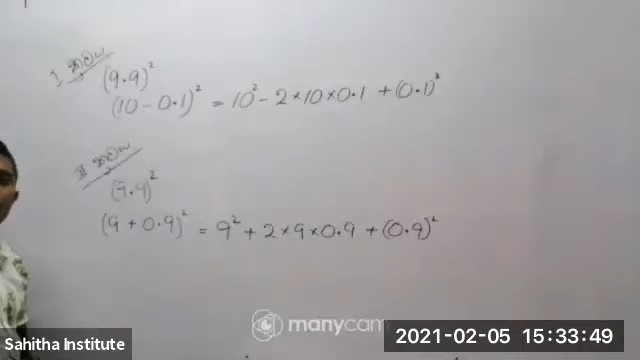 I ක්‍රමය
(9.9)²
(10 - 0.1)² = 10² - 2 × 10 × 0.1 + (0.1)²
II ක්‍රමය
(9.9)²
(9 + 0.9)² = 9² + 2 × 9 × 0.9 + (0.9)²
manycam
Sahitha Institute
2021-02-05 15:33:49